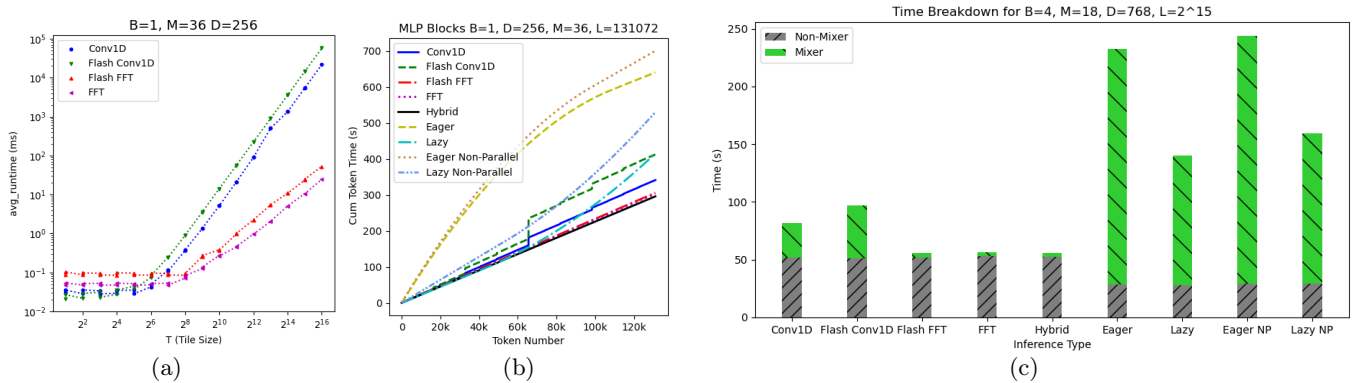 B=1, M=36 D=256
avg_runtime (ms)
10^5
10^4
10^3
10^2
10^1
10^0
10^−1
10^−2
Conv1D
Flash Conv1D
Flash FFT
FFT
2^2 2^4 2^6 2^8 2^10 2^12 2^14 2^16
T (Tile Size)
(a)
MLP Blocks B=1, D=256, M=36, L=131072
Cum Token Time (s)
700
600
500
400
300
200
100
0
Conv1D
Flash Conv1D
Flash FFT
FFT
Hybrid
Eager
Lazy
Eager Non-Parallel
Lazy Non-Parallel
0 20k 40k 60k 80k 100k 120k
Token Number
(b)
Time Breakdown for B=4, M=18, D=768, L=2^15
Time (s)
250
200
150
100
50
0
Non-Mixer
Mixer
Conv1D Flash Conv1D Flash FFT FFT Hybrid Eager Lazy Eager NP Lazy NP
Inference Type
(c)